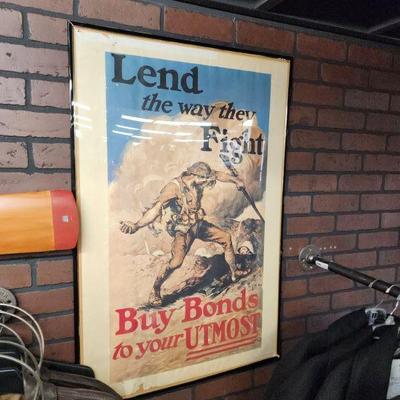 Lend
the way they
Fight
Buy Bonds
to your UTMOST